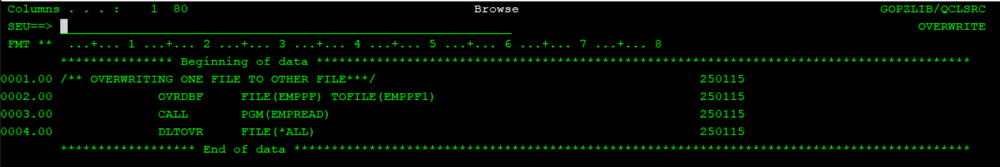 Columns . . . :    1  80                                      Browse                                                GOPZLIB/QCLSRC
SEU==>                                                                                                                   OVERWRITE
FMT **  ...+... 1 ...+... 2 ...+... 3 ...+... 4 ...+... 5 ...+... 6 ...+... 7 ...+... 8
*************** Beginning of data ***************************************************************************************
0001.00 /** OVERWRITING ONE FILE TO OTHER FILE***/                                           250115
0002.00              OVRDBF     FILE(EMPPF) TOFILE(EMPPF1)                                   250115
0003.00              CALL       PGM(EMPREAD)                                                 250115
0004.00              DLTOVR     FILE(*ALL)                                                   250115
****************** End of data ******************************************************************************************